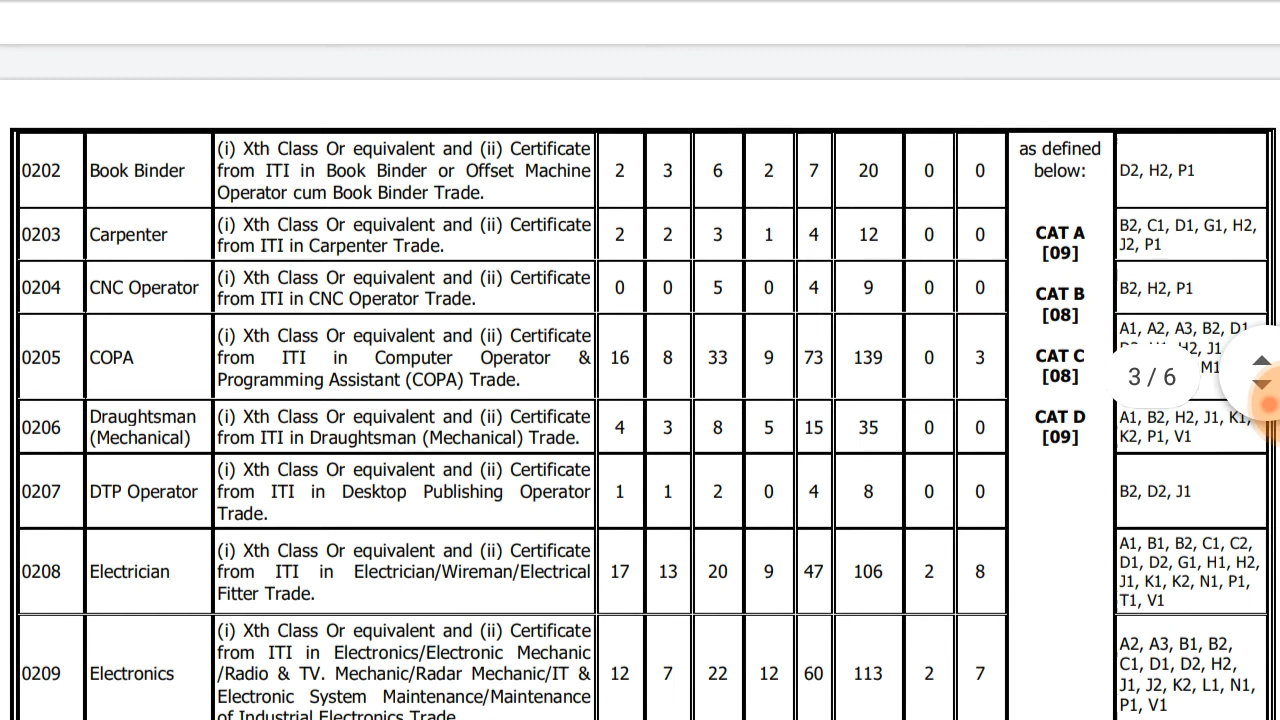 0202 Book Binder (i) Xth Class Or equivalent and (ii) Certificate from ITI in Book Binder or Offset Machine Operator cum Book Binder Trade. 2 3 6 2 7 20 0 0 D2, H2, P1
as defined below:
0203 Carpenter (i) Xth Class Or equivalent and (ii) Certificate from ITI in Carpenter Trade. 2 2 3 1 4 12 0 0 B2, C1, D1, G1, H2, J2, P1
CAT A
[09]
0204 CNC Operator (i) Xth Class Or equivalent and (ii) Certificate from ITI in CNC Operator Trade. 0 0 5 0 4 9 0 0 B2, H2, P1
CAT B
[08]
0205 COPA (i) Xth Class Or equivalent and (ii) Certificate from ITI in Computer Operator & Programming Assistant (COPA) Trade. 16 8 33 9 73 139 0 3 A1, A2, A3, B2, D1 H2, J1 M1
CAT C
[08]
3 / 6
0206 Draughtsman (Mechanical) (i) Xth Class Or equivalent and (ii) Certificate from ITI in Draughtsman (Mechanical) Trade. 4 3 8 5 15 35 0 0 A1, B2, H2, J1, K1, K2, P1, V1
CAT D
[09]
0207 DTP Operator (i) Xth Class Or equivalent and (ii) Certificate from ITI in Desktop Publishing Operator Trade. 1 1 2 0 4 8 0 0 B2, D2, J1
0208 Electrician (i) Xth Class Or equivalent and (ii) Certificate from ITI in Electrician/Wireman/Electrical Fitter Trade. 17 13 20 9 47 106 2 8 A1, B1, B2, C1, C2, D1, D2, G1, H1, H2, J1, K1, K2, N1, P1, T1, V1
0209 Electronics (i) Xth Class Or equivalent and (ii) Certificate from ITI in Electronics/Electronic Mechanic /Radio & TV. Mechanic/Radar Mechanic/IT & Electronic System Maintenance/Maintenance of Industrial Electronics Trade 12 7 22 12 60 113 2 7 A2, A3, B1, B2, C1, D1, D2, H2, J1, J2, K2, L1, N1, P1, V1